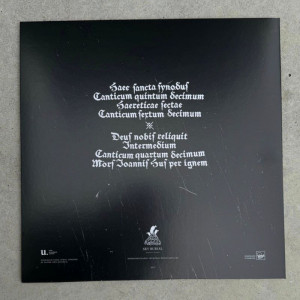 Haec sancta synodus
Canticum quintum decimum
Haereticae sectae
Canticum sextum decimum
Deus nobis reliquit
Intermedium
Canticum quartum decimum
Mors Ioannis Hus per ignem